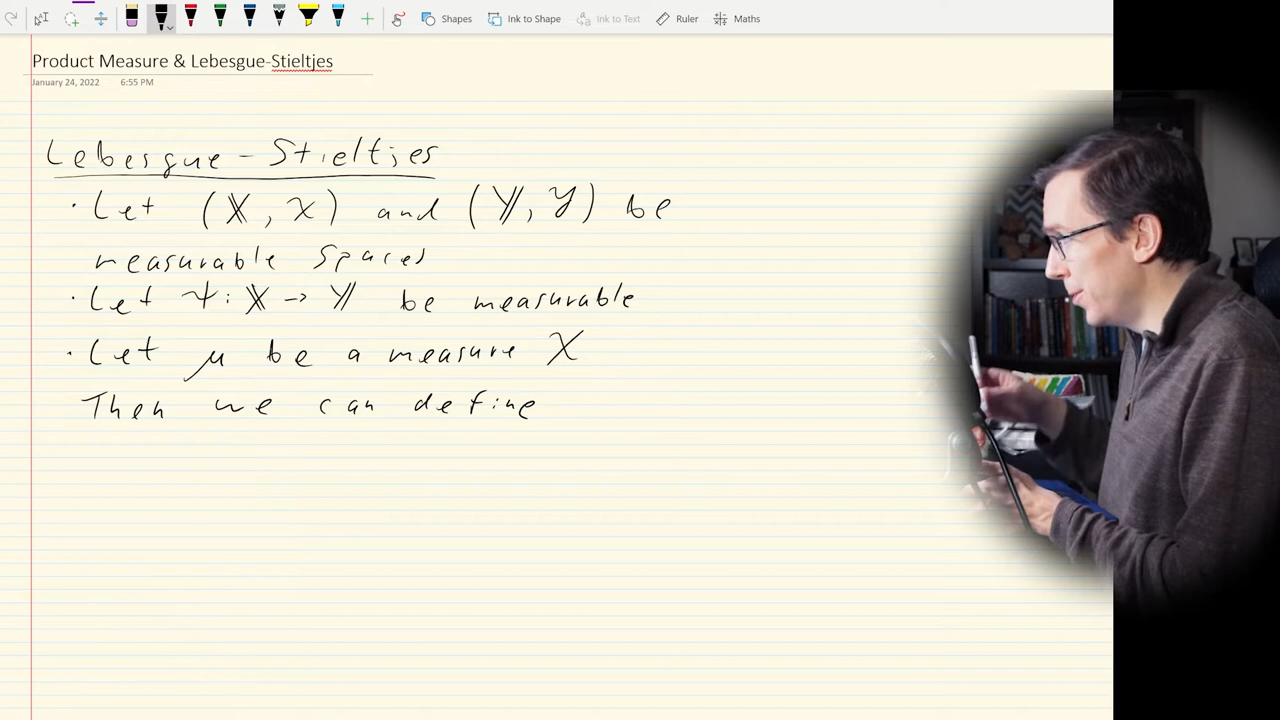 Shapes Ink to Shape Ink to Text Ruler Maths
Product Measure & Lebesgue-Stieltjes
January 24, 2022 6:55 PM
Lebesgue - Stieltjes
· Let (𝕏, 𝒳) and (𝕐, 𝒴) be
measurable spaces
· Let ψ: 𝕏 → 𝕐 be measurable
· Let μ be a measure 𝒳
Then we can define